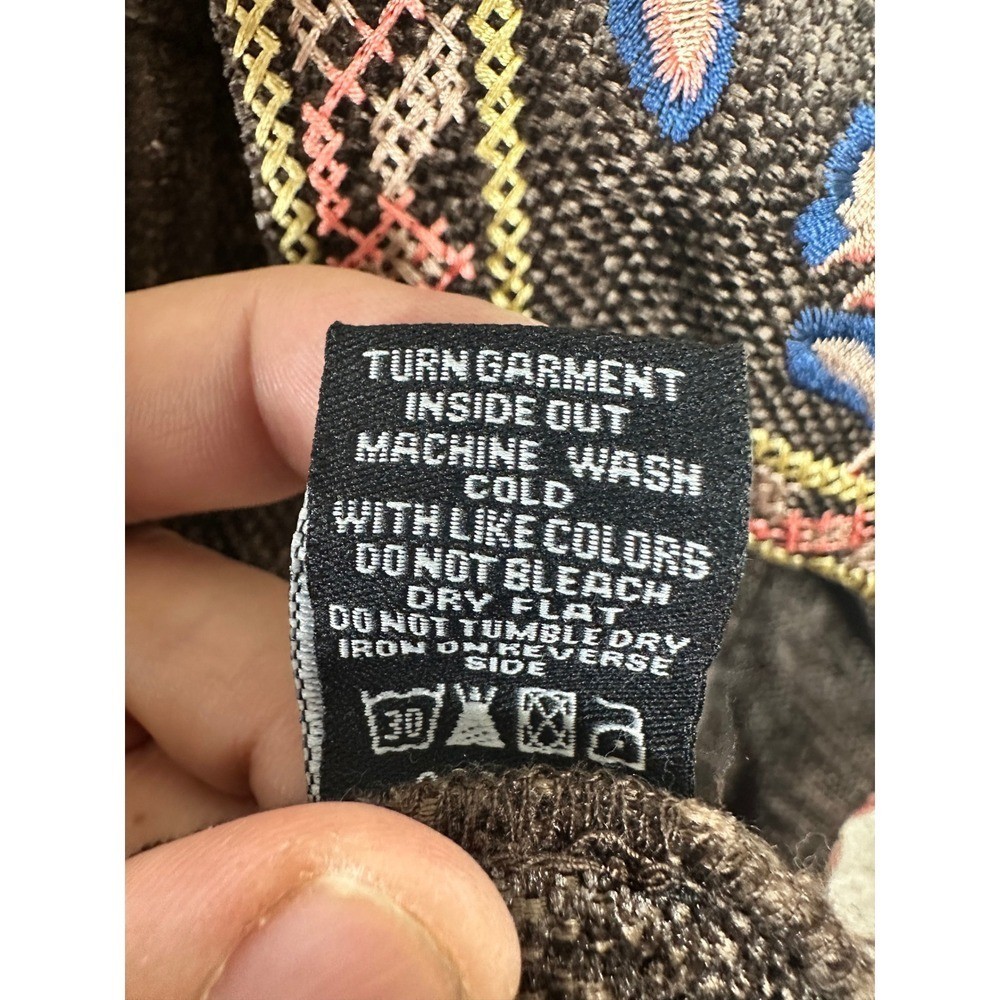 TURN GARMENT
INSIDE OUT
MACHINE WASH
COLD
WITH LIKE COLORS
DO NOT BLEACH
DRY FLAT
DO NOT TUMBLE DRY
IRON ON REVERSE
SIDE
30